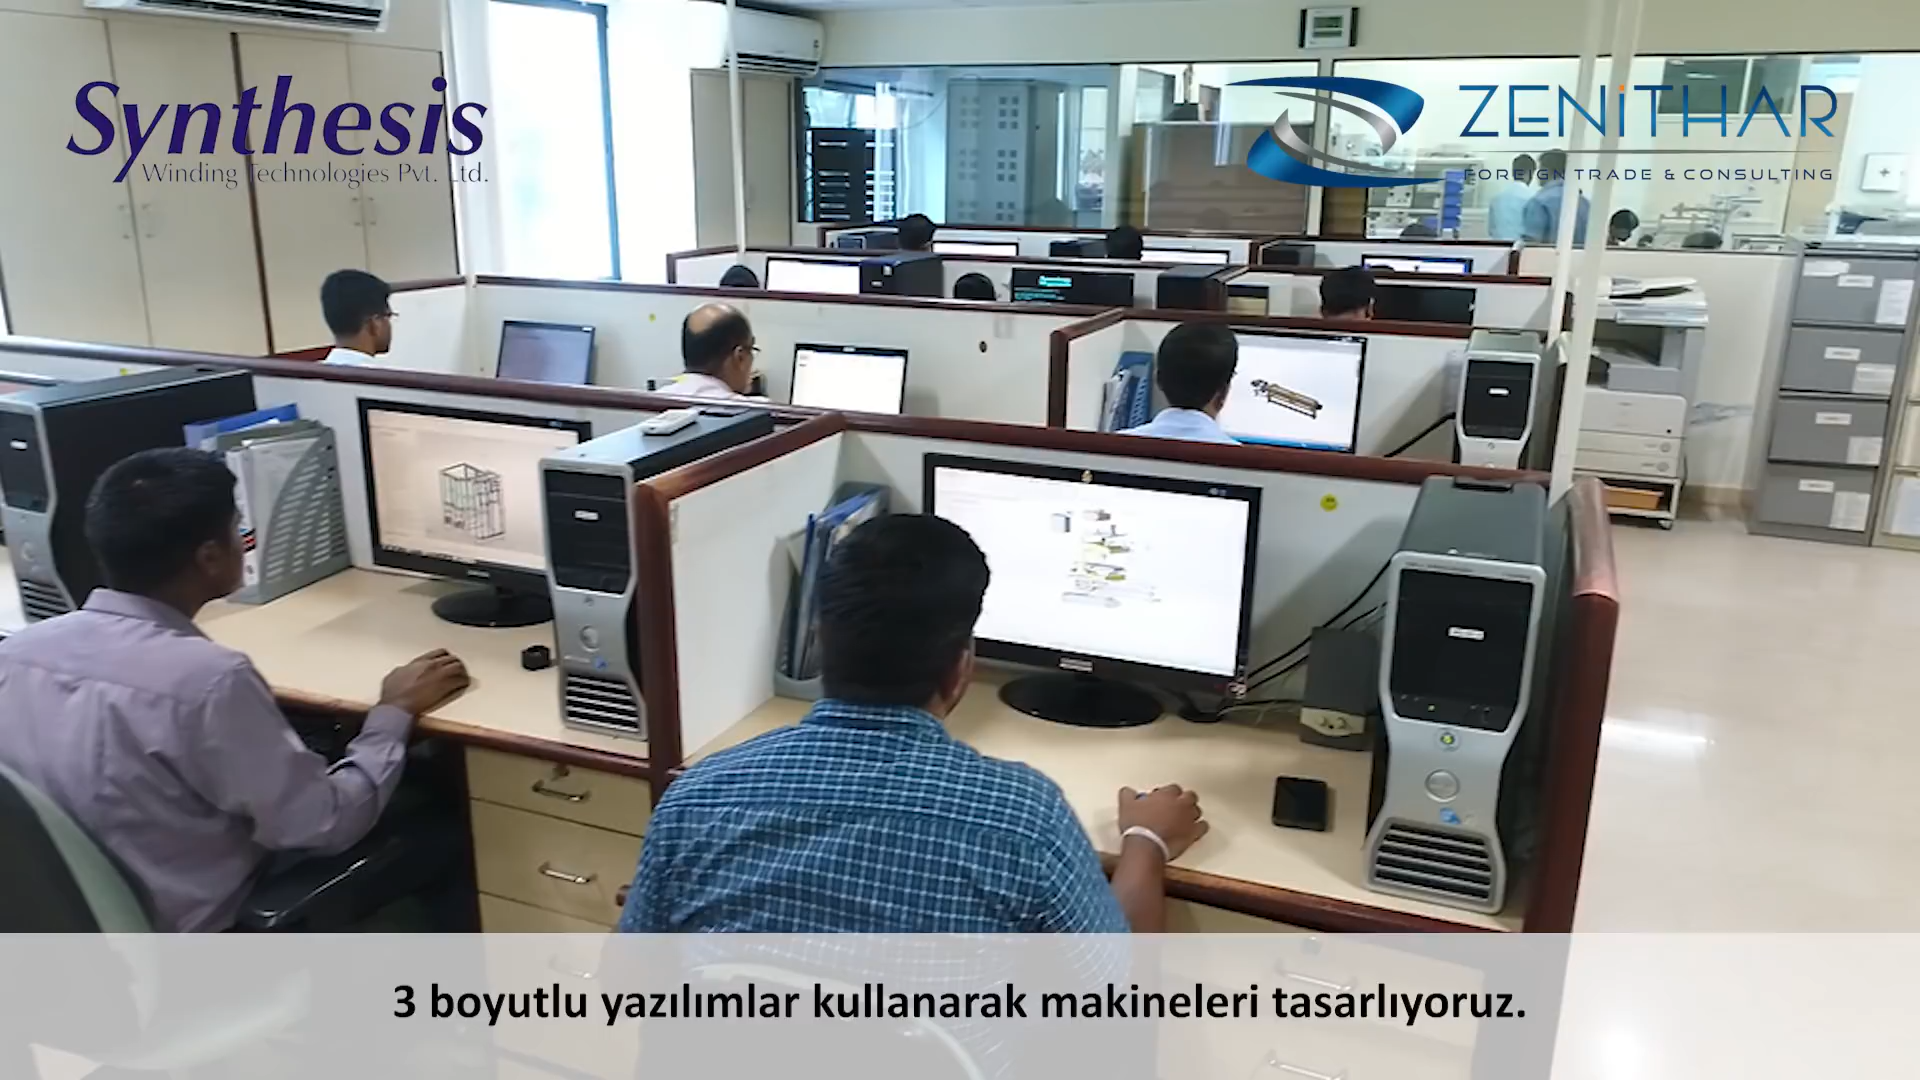 Synthesis
Winding Technologies Pvt. Ltd.
ZENiTHAR
FOREIGN TRADE & CONSULTING
3 boyutlu yazılımlar kullanarak makineleri tasarlıyoruz.